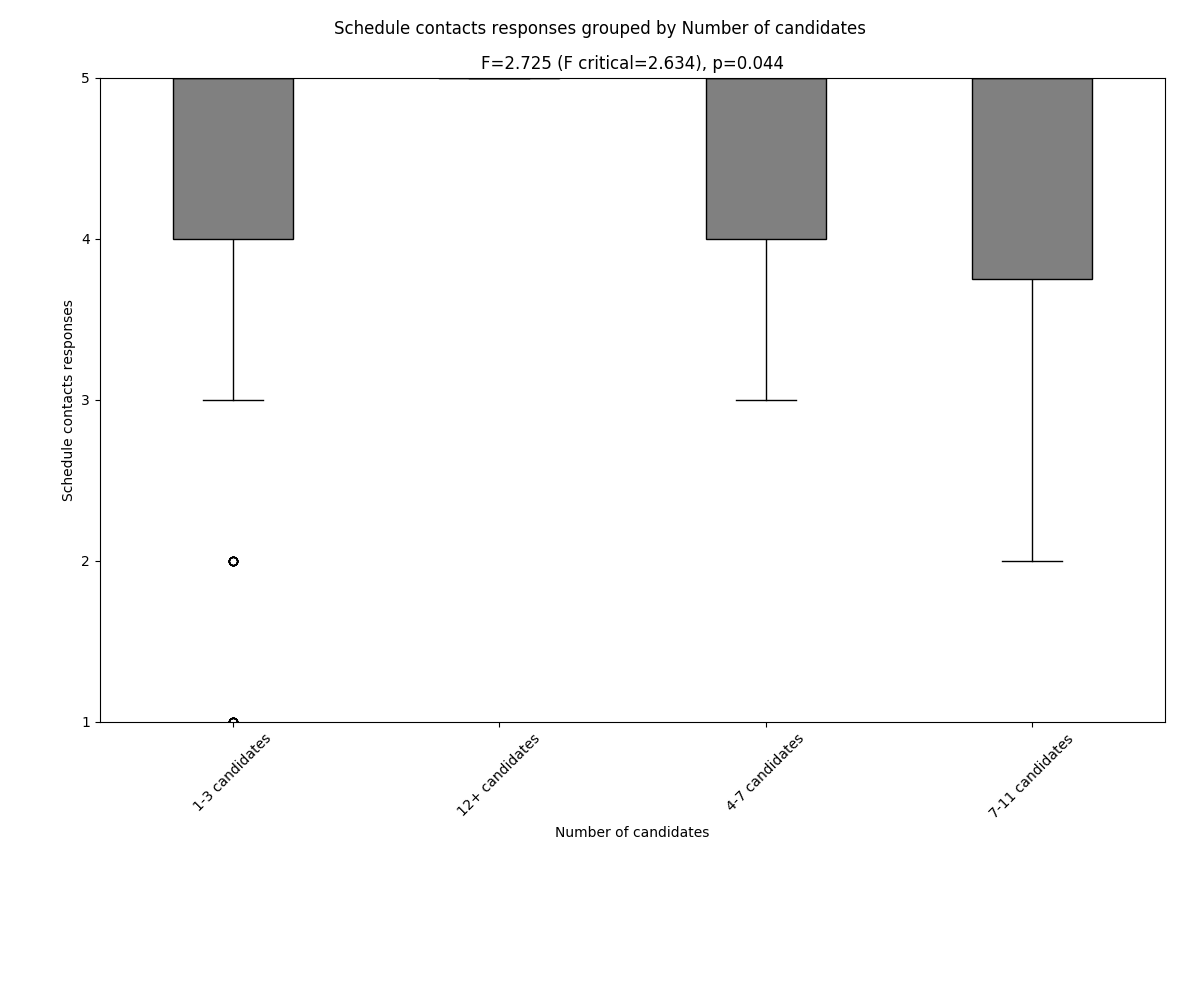 Schedule contacts responses grouped by Number of candidates
F=2.725 (F critical=2.634), p=0.044
5
4
3
2
1
Schedule contacts responses
1-3 candidates
12+ candidates
4-7 candidates
7-11 candidates
Number of candidates